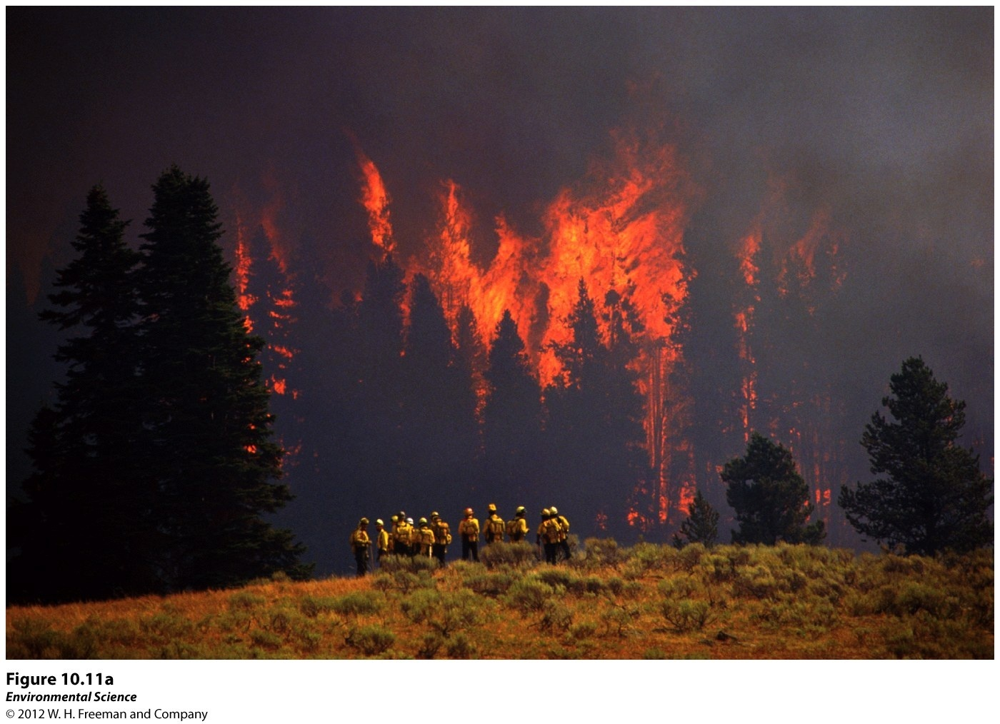 Figure 10.11a
Environmental Science
© 2012 W. H. Freeman and Company